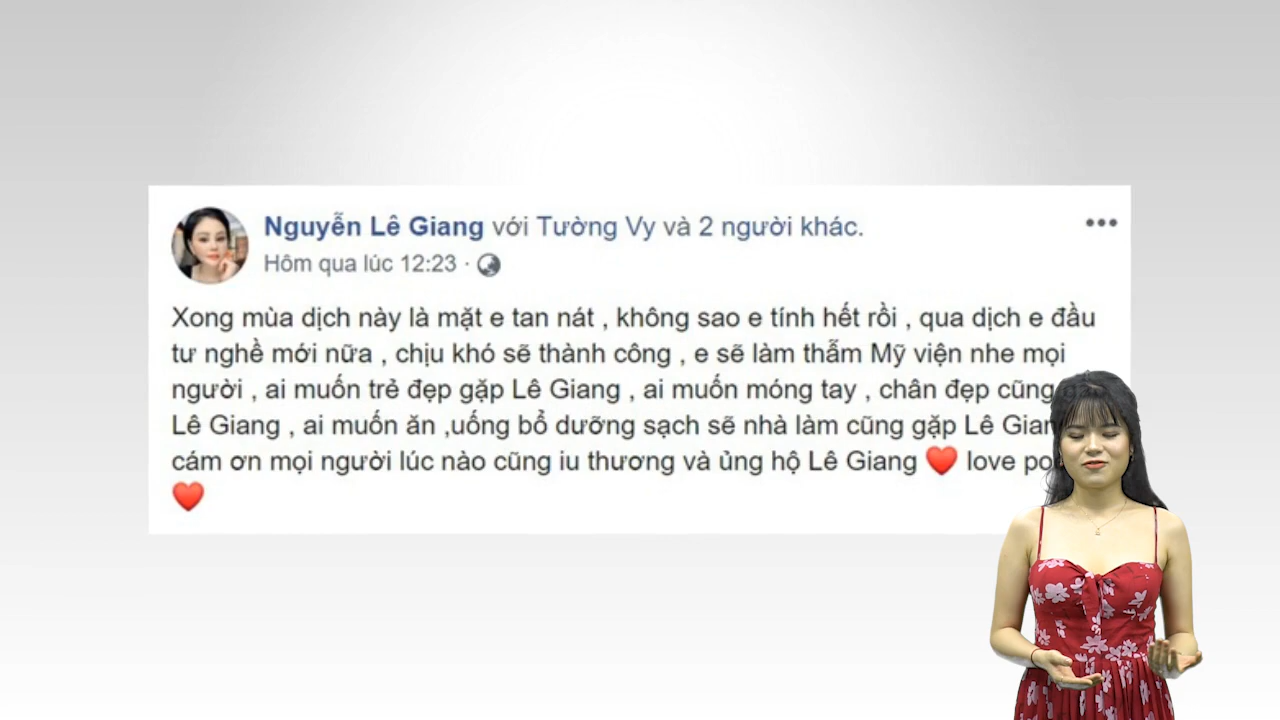 Nguyễn Lê Giang với Tường Vy và 2 người khác.
Hôm qua lúc 12:23 ·
Xong mùa dịch này là mặt e tan nát , không sao e tính hết rồi , qua dịch e đầu
tư nghề mới nữa , chịu khó sẽ thành công , e sẽ làm thẫm Mỹ viện nhe mọi
người , ai muốn trẻ đẹp gặp Lê Giang , ai muốn móng tay , chân đẹp cũng
Lê Giang , ai muốn ăn ,uống bổ dưỡng sạch sẽ nhà làm cũng gặp Lê
cám ơn mọi người lúc nào cũng iu thương và ủng hộ Lê Giang ❤️ love
❤️